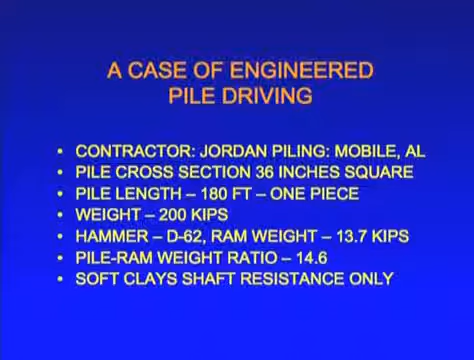 A CASE OF ENGINEERED
PILE DRIVING
• CONTRACTOR: JORDAN PILING: MOBILE, AL
• PILE CROSS SECTION 36 INCHES SQUARE
• PILE LENGTH – 180 FT – ONE PIECE
• WEIGHT – 200 KIPS
• HAMMER – D-62, RAM WEIGHT – 13.7 KIPS
• PILE-RAM WEIGHT RATIO – 14.6
• SOFT CLAYS SHAFT RESISTANCE ONLY